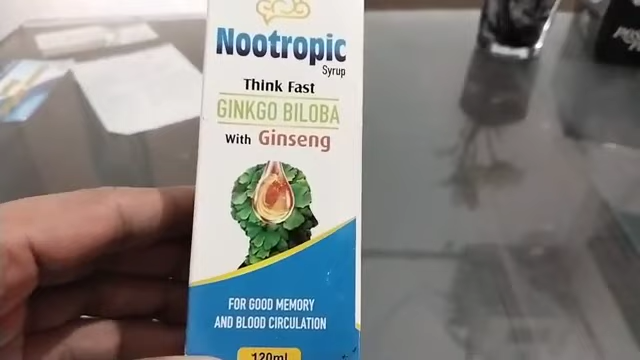 Nootropic
Syrup
Think Fast
GINKGO BILOBA
With Ginseng
FOR GOOD MEMORY
AND BLOOD CIRCULATION
120ml